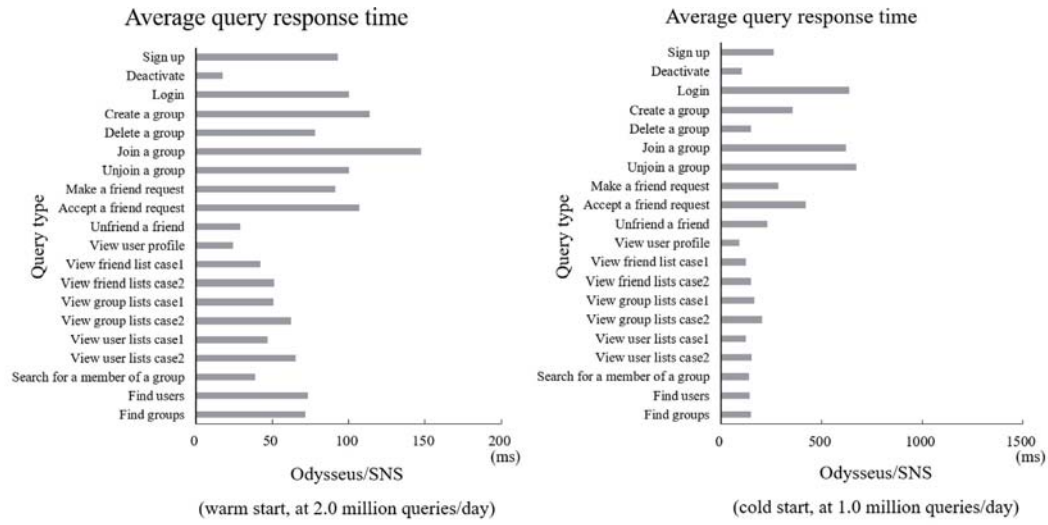 Average query response time
Query type
Sign up
Deactivate
Login
Create a group
Delete a group
Join a group
Unjoin a group
Make a friend request
Accept a friend request
Unfriend a friend
View user profile
View friend list case1
View friend lists case2
View group lists case1
View group lists case2
View user lists case1
View user lists case2
Search for a member of a group
Find users
Find groups
0 50 100 150 200
(ms)
Odysseus/SNS
(warm start, at 2.0 million queries/day)
Average query response time
Query type
Sign up
Deactivate
Login
Create a group
Delete a group
Join a group
Unjoin a group
Make a friend request
Accept a friend request
Unfriend a friend
View user profile
View friend list case1
View friend lists case2
View group lists case1
View group lists case2
View user lists case1
View user lists case2
Search for a member of a group
Find users
Find groups
0 500 1000 1500
(ms)
Odysseus/SNS
(cold start, at 1.0 million queries/day)